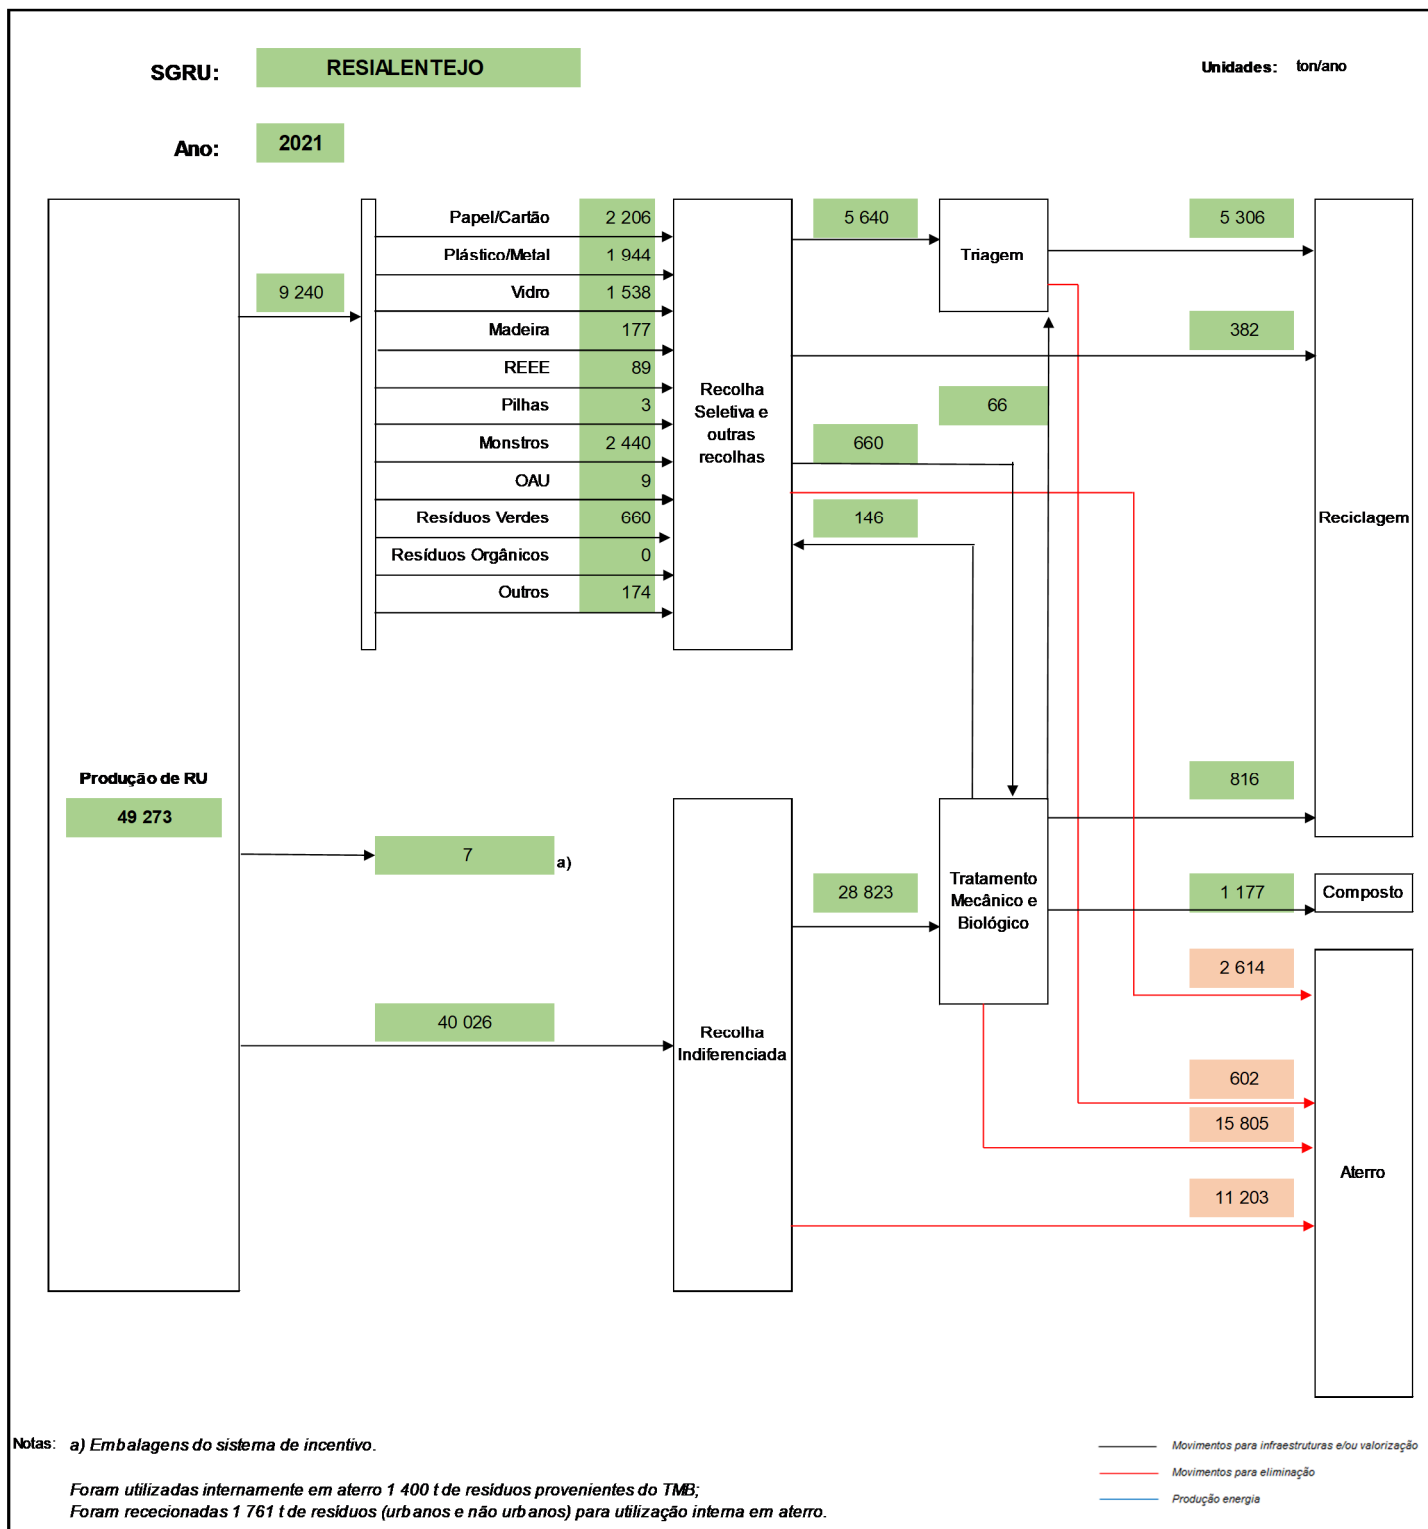 SGRU: RESIALENTEJO
Unidades: ton/ano
Ano: 2021
Papel/Cartão 2 206
Plástico/Metal 1 944
Vidro 1 538
Madeira 177
REEE 89
Pilhas 3
Monstros 2 440
OAU 9
Resíduos Verdes 660
Resíduos Orgânicos 0
Outros 174
9 240
Recolha
Seletiva e
outras
recolhas
5 640
Triagem
5 306
382
66
660
146
Reciclagem
Produção de RU
49 273
7 a)
40 026
Recolha
Indiferenciada
28 823
Tratamento
Mecânico e
Biológico
816
1 177
Composto
2 614
602
15 805
11 203
Aterro
Notas: a) Embalagens do sistema de incentivo.
Foram utilizadas internamente em aterro 1 400 t de resíduos provenientes do TMB;
Foram rececionadas 1 761 t de resíduos (urbanos e não urbanos) para utilização interna em aterro.
Movimentos para infraestruturas e/ou valorização
Movimentos para eliminação
Produção energia